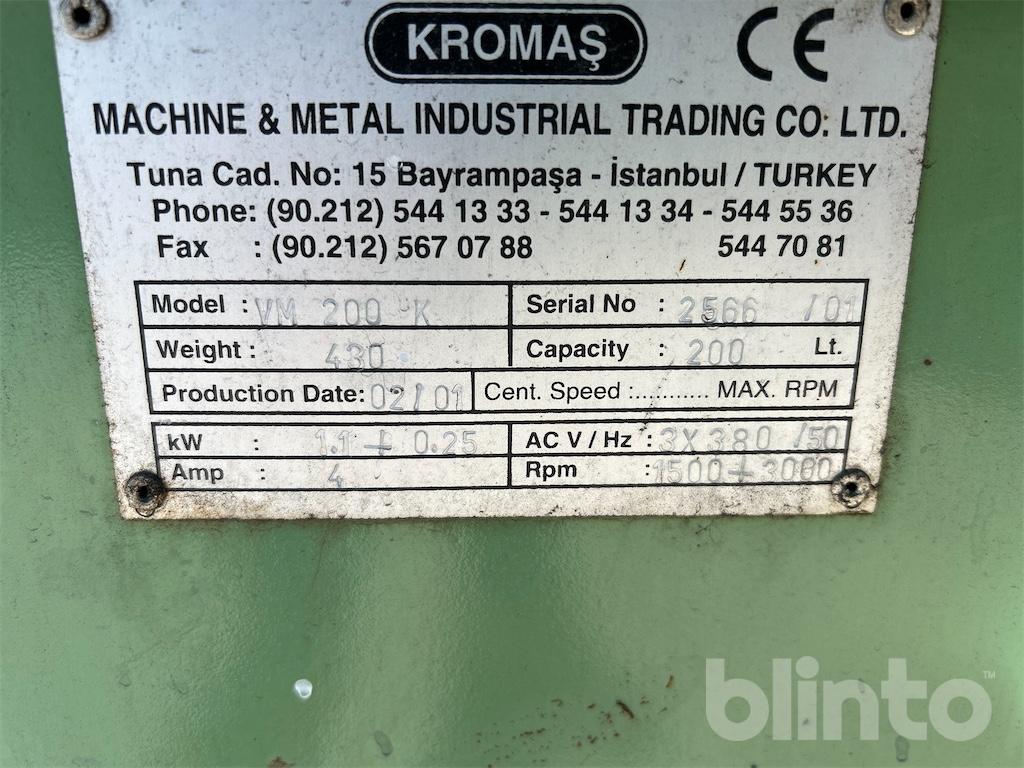 KROMAŞ CE
MACHINE & METAL INDUSTRIAL TRADING CO. LTD.
Tuna Cad. No: 15 Bayrampaşa - İstanbul / TURKEY
Phone: (90.212) 544 13 33 - 544 13 34 - 544 55 36
Fax : (90.212) 567 07 88 544 70 81
Model : VM 200 K Serial No : 2566 /01
Weight : 430 Capacity : 200 Lt.
Production Date: 02/01 Cent. Speed :........... MAX. RPM
kW : 1.1 + 0.25 AC V / Hz : 3X380 /50
Amp : 4 Rpm : 1500+3000
blinto™